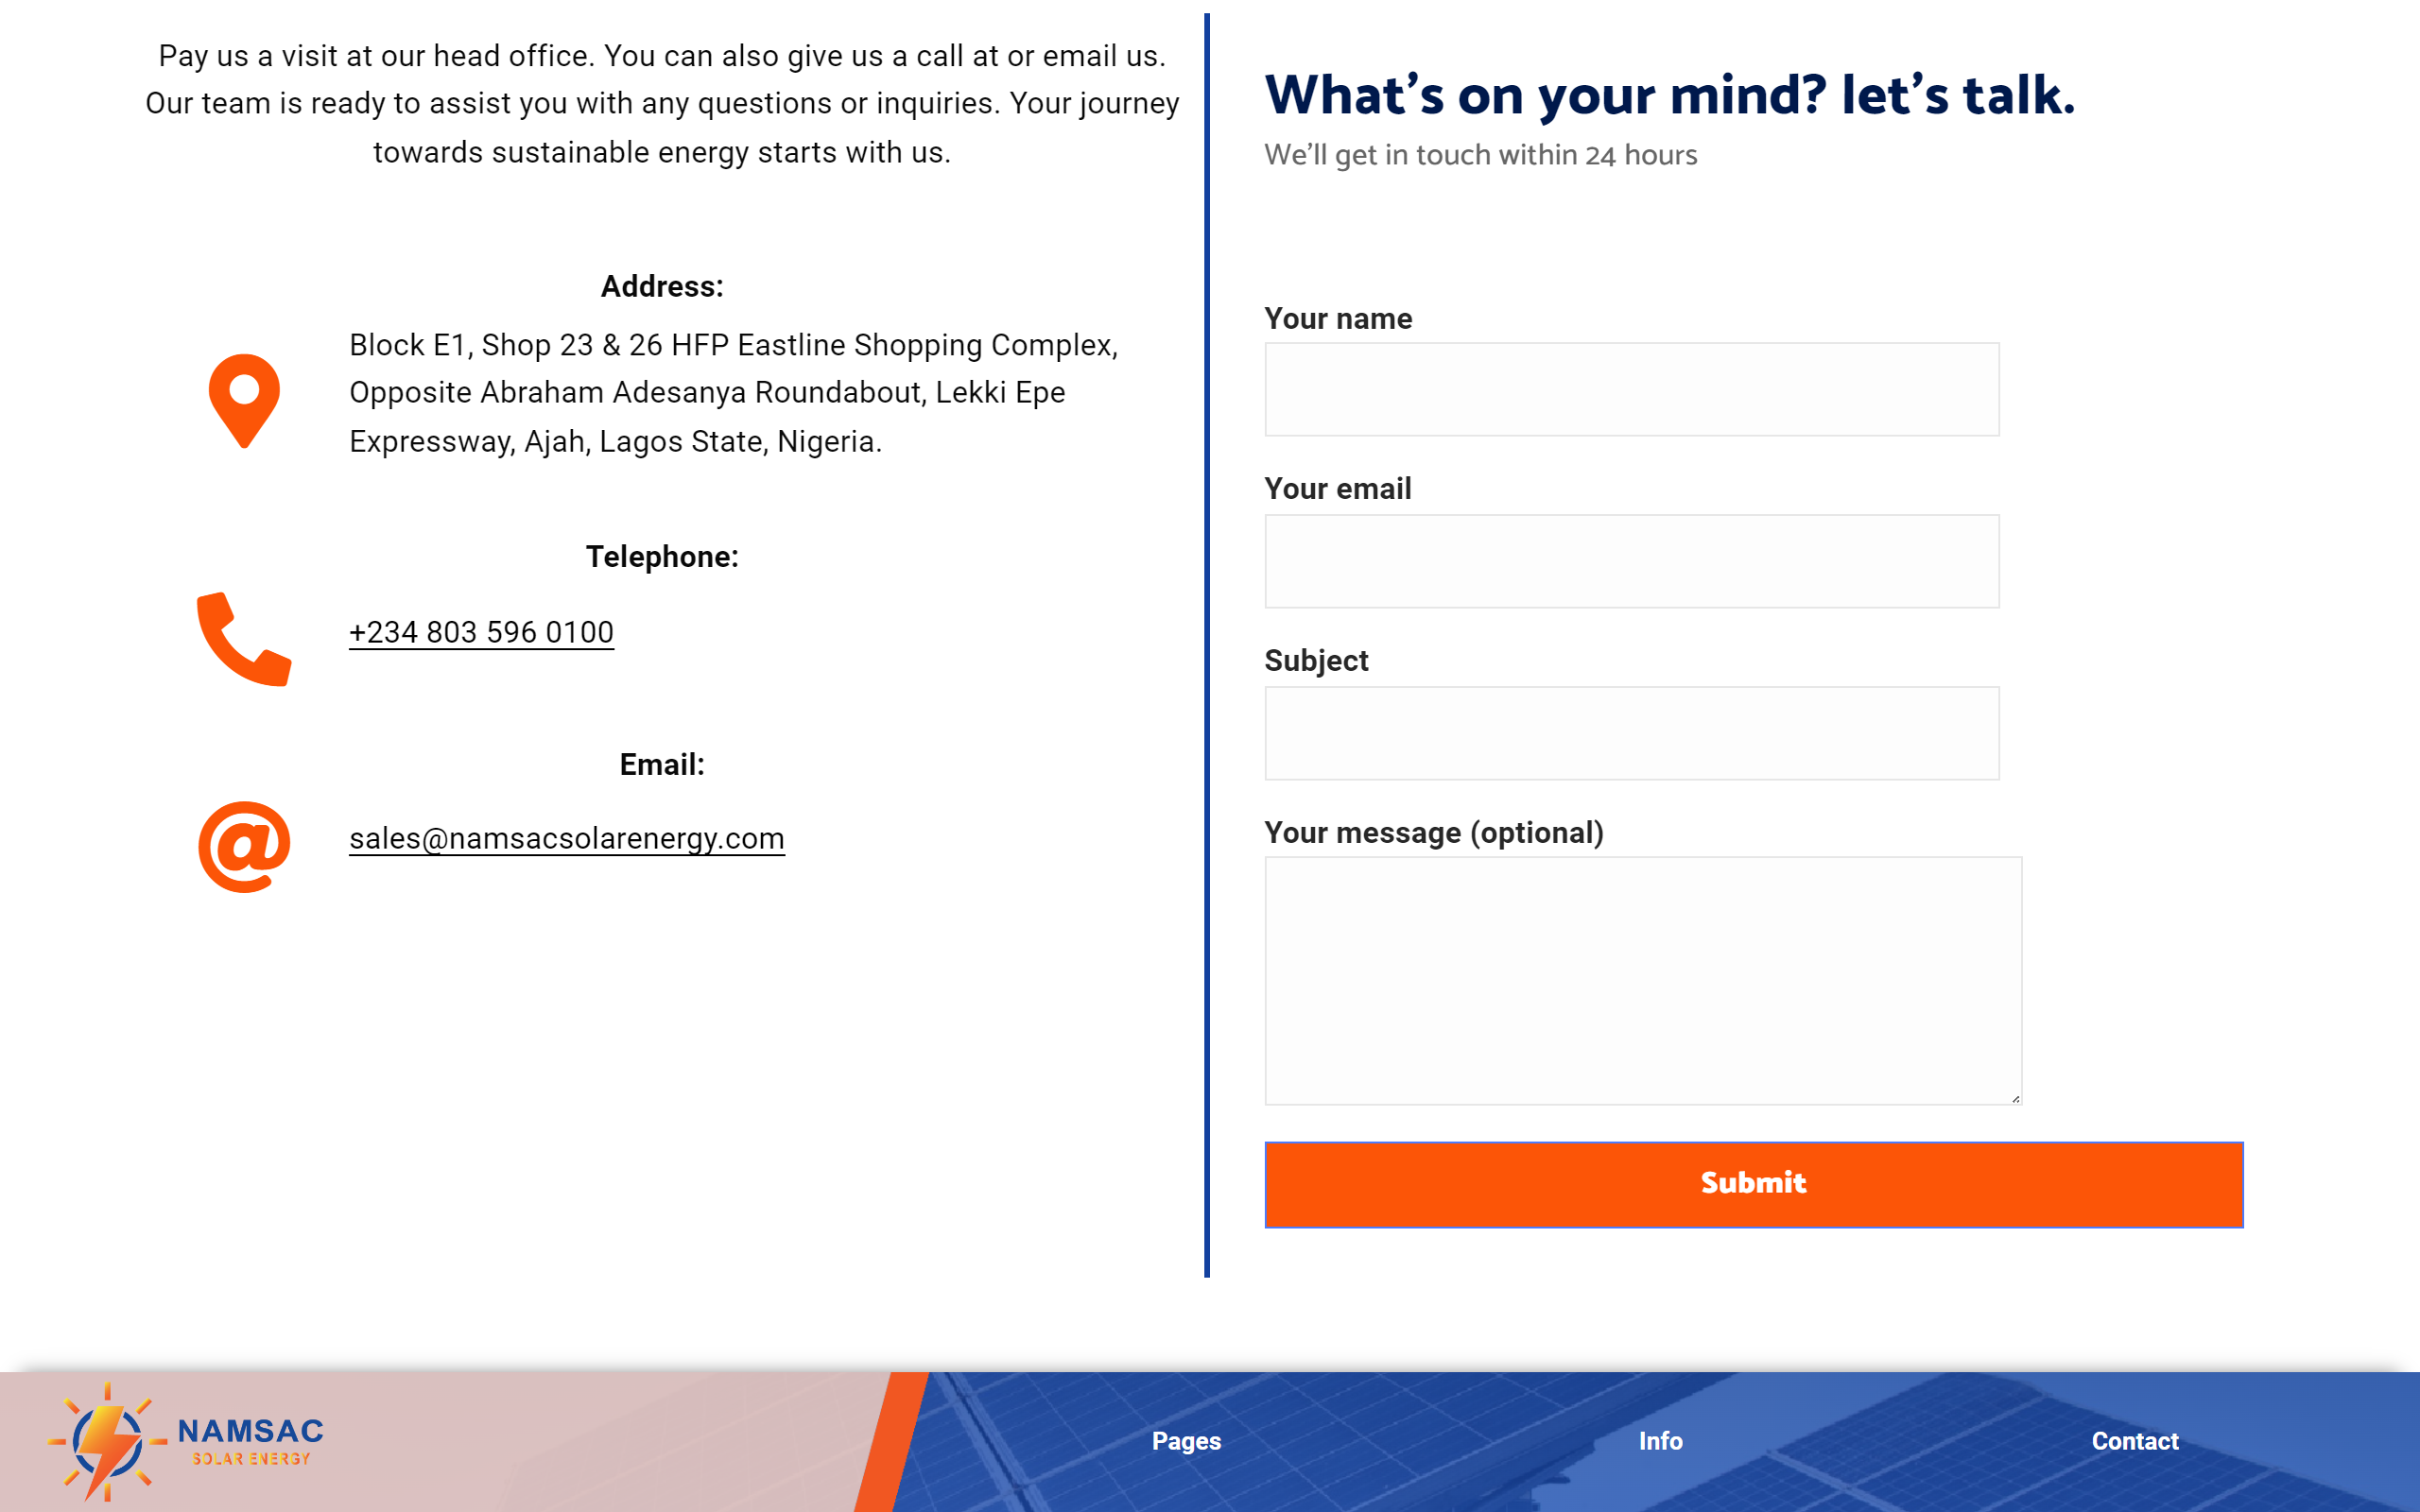 Pay us a visit at our head office. You can also give us a call at or email us.
Our team is ready to assist you with any questions or inquiries. Your journey
towards sustainable energy starts with us.
Address:
Block E1, Shop 23 & 26 HFP Eastline Shopping Complex,
Opposite Abraham Adesanya Roundabout, Lekki Epe
Expressway, Ajah, Lagos State, Nigeria.
Telephone:
+234 803 596 0100
Email:
sales@namsacsolarenergy.com
What's on your mind? let's talk.
We'll get in touch within 24 hours
Your name
Your email
Subject
Your message (optional)
Submit
NAMSAC
SOLAR ENERGY
Pages
Info
Contact